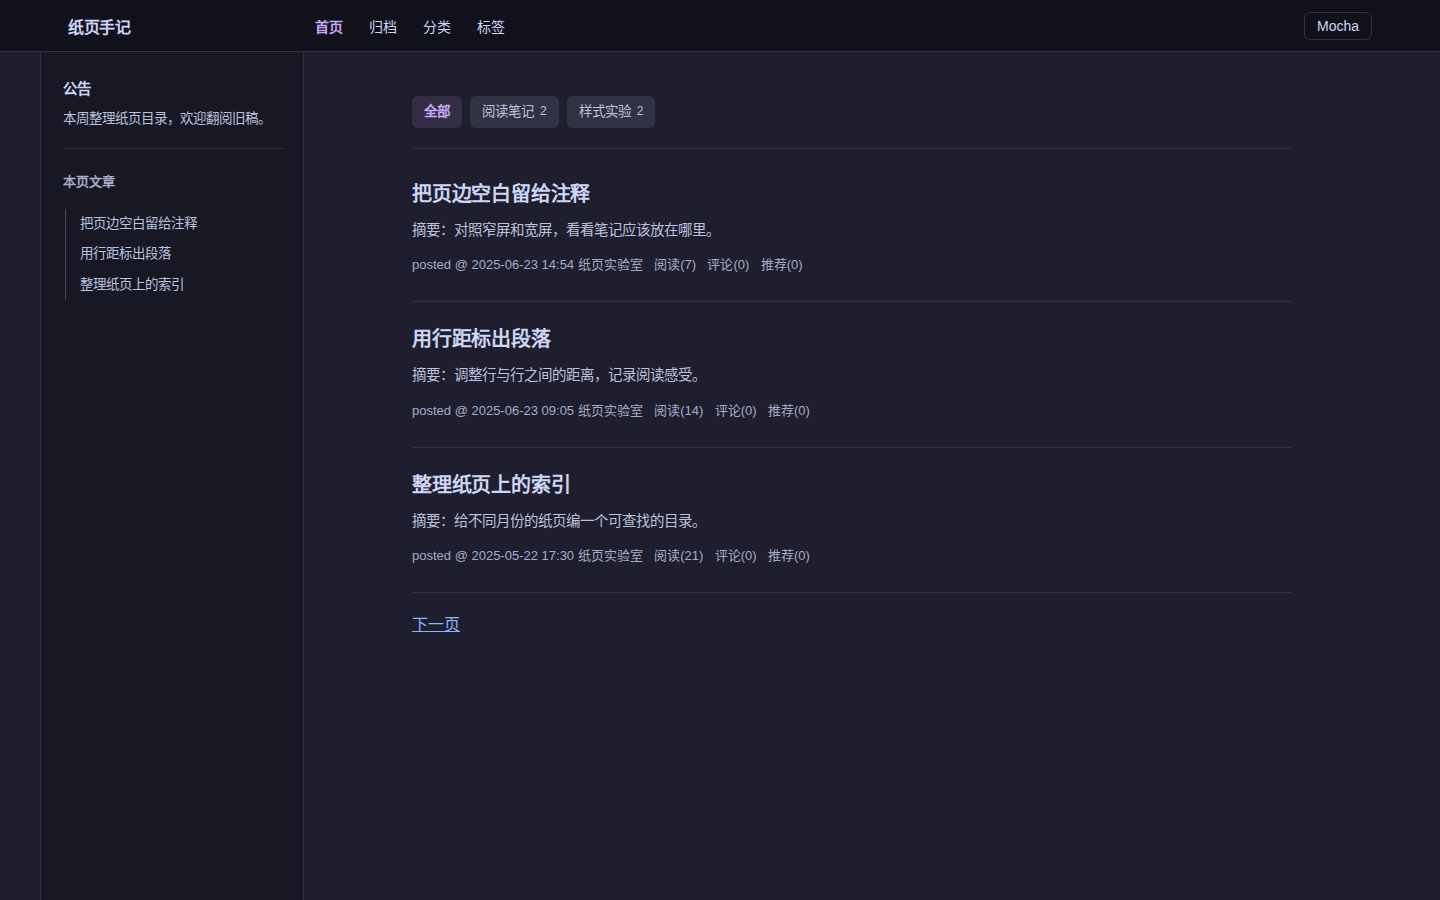 纸页手记 首页 归档 分类 标签 Mocha
公告
本周整理纸页目录，欢迎翻阅旧稿。
本页文章
把页边空白留给注释
用行距标出段落
整理纸页上的索引
全部 阅读笔记 2 样式实验 2
把页边空白留给注释
摘要：对照窄屏和宽屏，看看笔记应该放在哪里。
posted @ 2025-06-23 14:54 纸页实验室 阅读(7) 评论(0) 推荐(0)
用行距标出段落
摘要：调整行与行之间的距离，记录阅读感受。
posted @ 2025-06-23 09:05 纸页实验室 阅读(14) 评论(0) 推荐(0)
整理纸页上的索引
摘要：给不同月份的纸页编一个可查找的目录。
posted @ 2025-05-22 17:30 纸页实验室 阅读(21) 评论(0) 推荐(0)
下一页